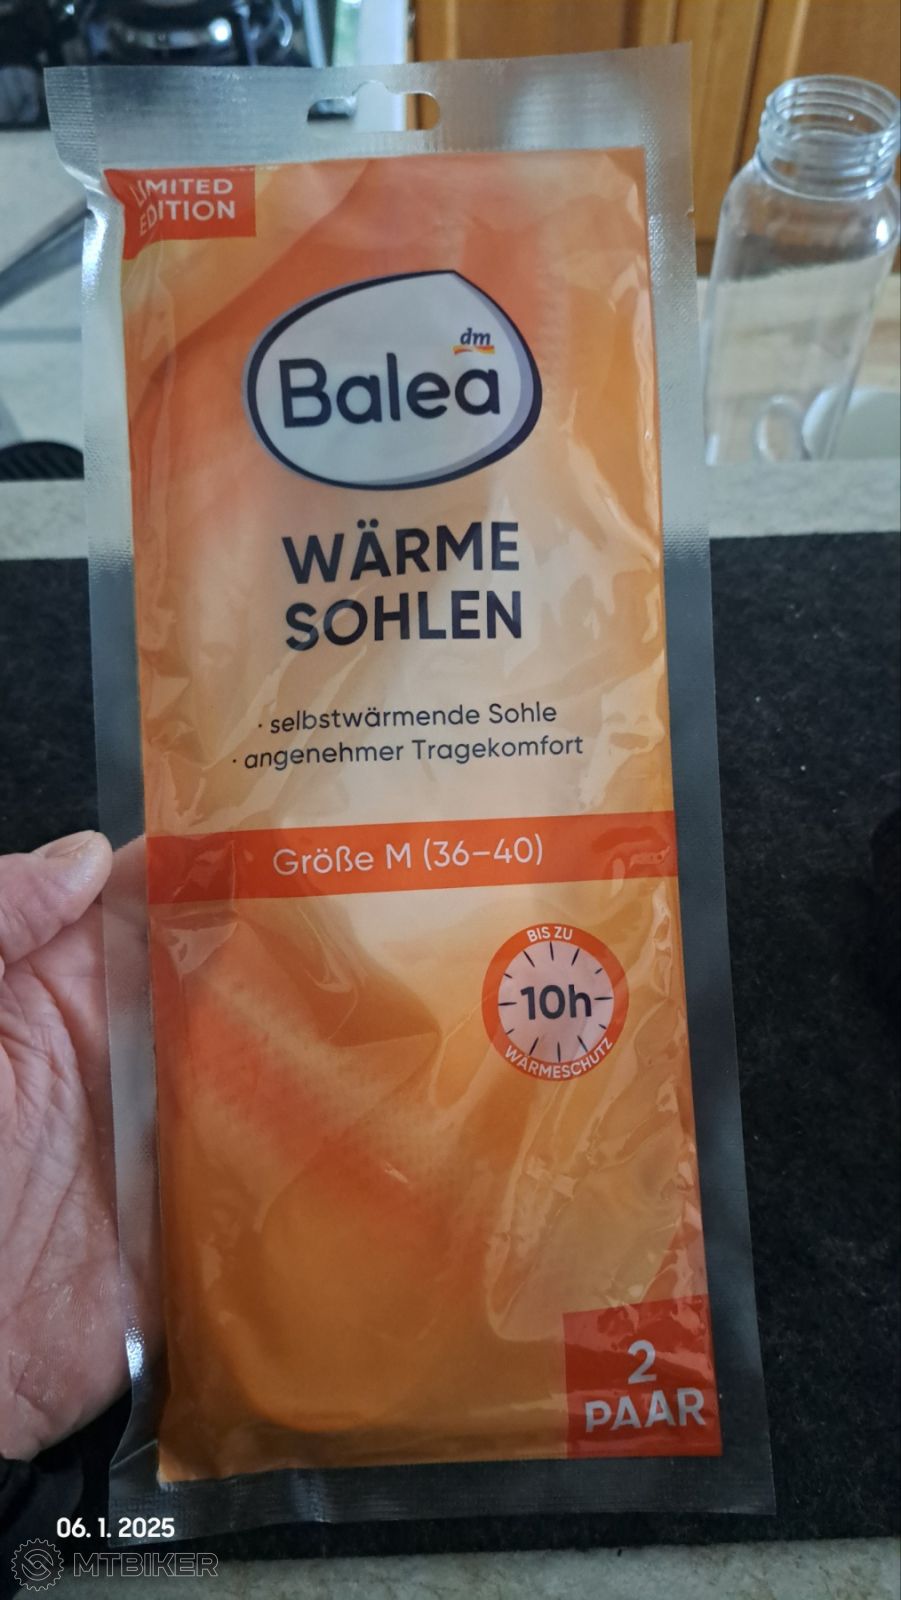 LIMITED
EDITION
dm
Balea
WÄRME
SOHLEN
· selbstwärmende Sohle
· angenehmer Tragekomfort
Größe M (36–40)
BIS ZU
10h
WÄRMESCHUTZ
2
PAAR
06. 1. 2025
MTBIKER